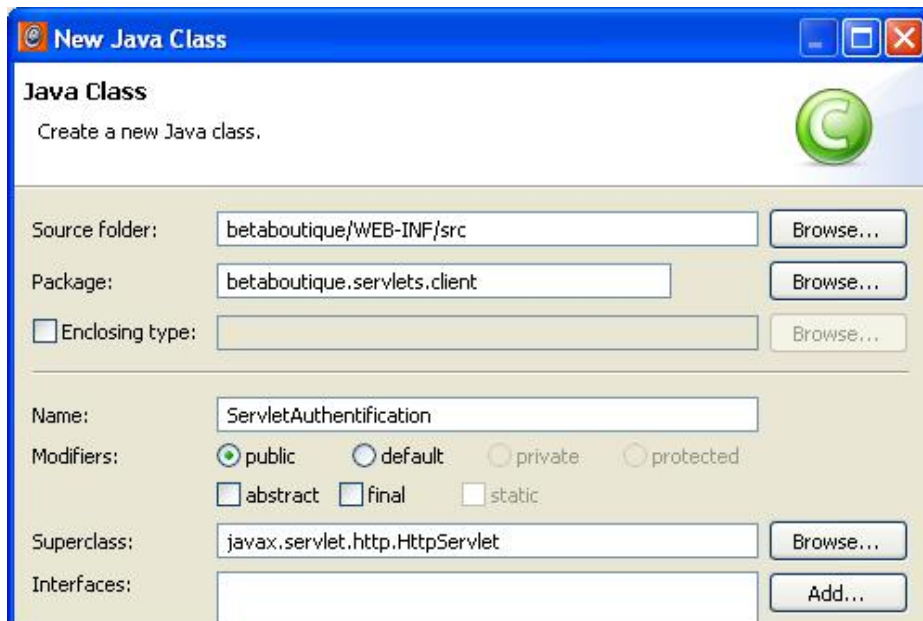 New Java Class
Java Class
Create a new Java class.
Source folder: betaboutique/WEB-INF/src Browse...
Package: betaboutique.servlets.client Browse...
Enclosing type: Browse...
Name: ServletAuthentification
Modifiers: public default private protected
abstract final static
Superclass: javax.servlet.http.HttpServlet Browse...
Interfaces: Add...